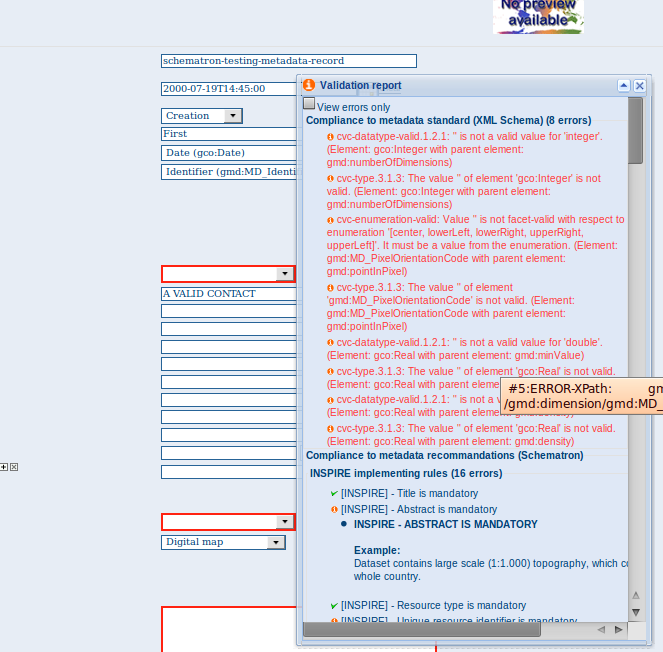 No preview
available
schematron-testing-metadata-record
2000-07-19T14:45:00
Creation
First
Date (gco:Date)
Identifier (gmd:MD_Identi
A VALID CONTACT
Digital map
Validation report
View errors only
Compliance to metadata standard (XML Schema) (8 errors)
cvc-datatype-valid.1.2.1: '' is not a valid value for 'integer'.
(Element: gco:Integer with parent element:
gmd:numberOfDimensions)
cvc-type.3.1.3: The value '' of element 'gco:Integer' is not
valid. (Element: gco:Integer with parent element:
gmd:numberOfDimensions)
cvc-enumeration-valid: Value '' is not facet-valid with respect to
enumeration '[center, lowerLeft, lowerRight, upperRight,
upperLeft]'. It must be a value from the enumeration. (Element:
gmd:MD_PixelOrientationCode with parent element:
gmd:pointInPixel)
cvc-type.3.1.3: The value '' of element
'gmd:MD_PixelOrientationCode' is not valid. (Element:
gmd:MD_PixelOrientationCode with parent element:
gmd:pointInPixel)
cvc-datatype-valid.1.2.1: '' is not a valid value for 'double'.
(Element: gco:Real with parent element: gmd:minValue)
cvc-type.3.1.3: The value '' of element 'gco:Real' is not valid.
(Element: gco:Real with parent eleme
cvc-datatype-valid.1.2.1: '' is not a v
(Element: gco:Real with parent element: gmd:density)
cvc-type.3.1.3: The value '' of element 'gco:Real' is not valid.
(Element: gco:Real with parent element: gmd:density)
#5:ERROR-XPath: gm
/gmd:dimension/gmd:MD_
Compliance to metadata recommandations (Schematron)
INSPIRE implementing rules (16 errors)
[INSPIRE] - Title is mandatory
[INSPIRE] - Abstract is mandatory
INSPIRE - ABSTRACT IS MANDATORY
Example:
Dataset contains large scale (1:1.000) topography, which co
whole country.
[INSPIRE] - Resource type is mandatory
[INSPIRE] - Unique resource identifier is mandatory